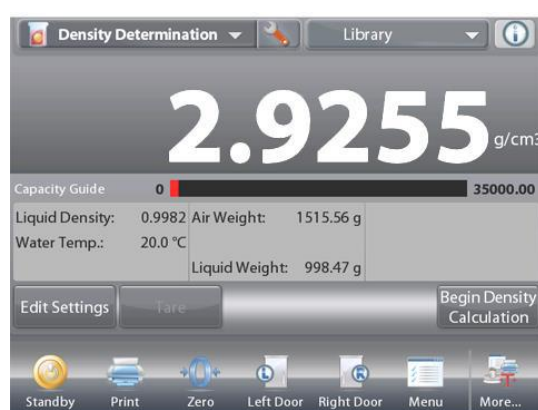 Density Determination
Library
2.9255 g/cm3
Capacity Guide 0 35000.00
Liquid Density: 0.9982 Air Weight: 1515.56 g
Water Temp.: 20.0 °C
Liquid Weight: 998.47 g
Edit Settings Tare Begin Density
Calculation
Standby Print Zero Left Door Right Door Menu More...